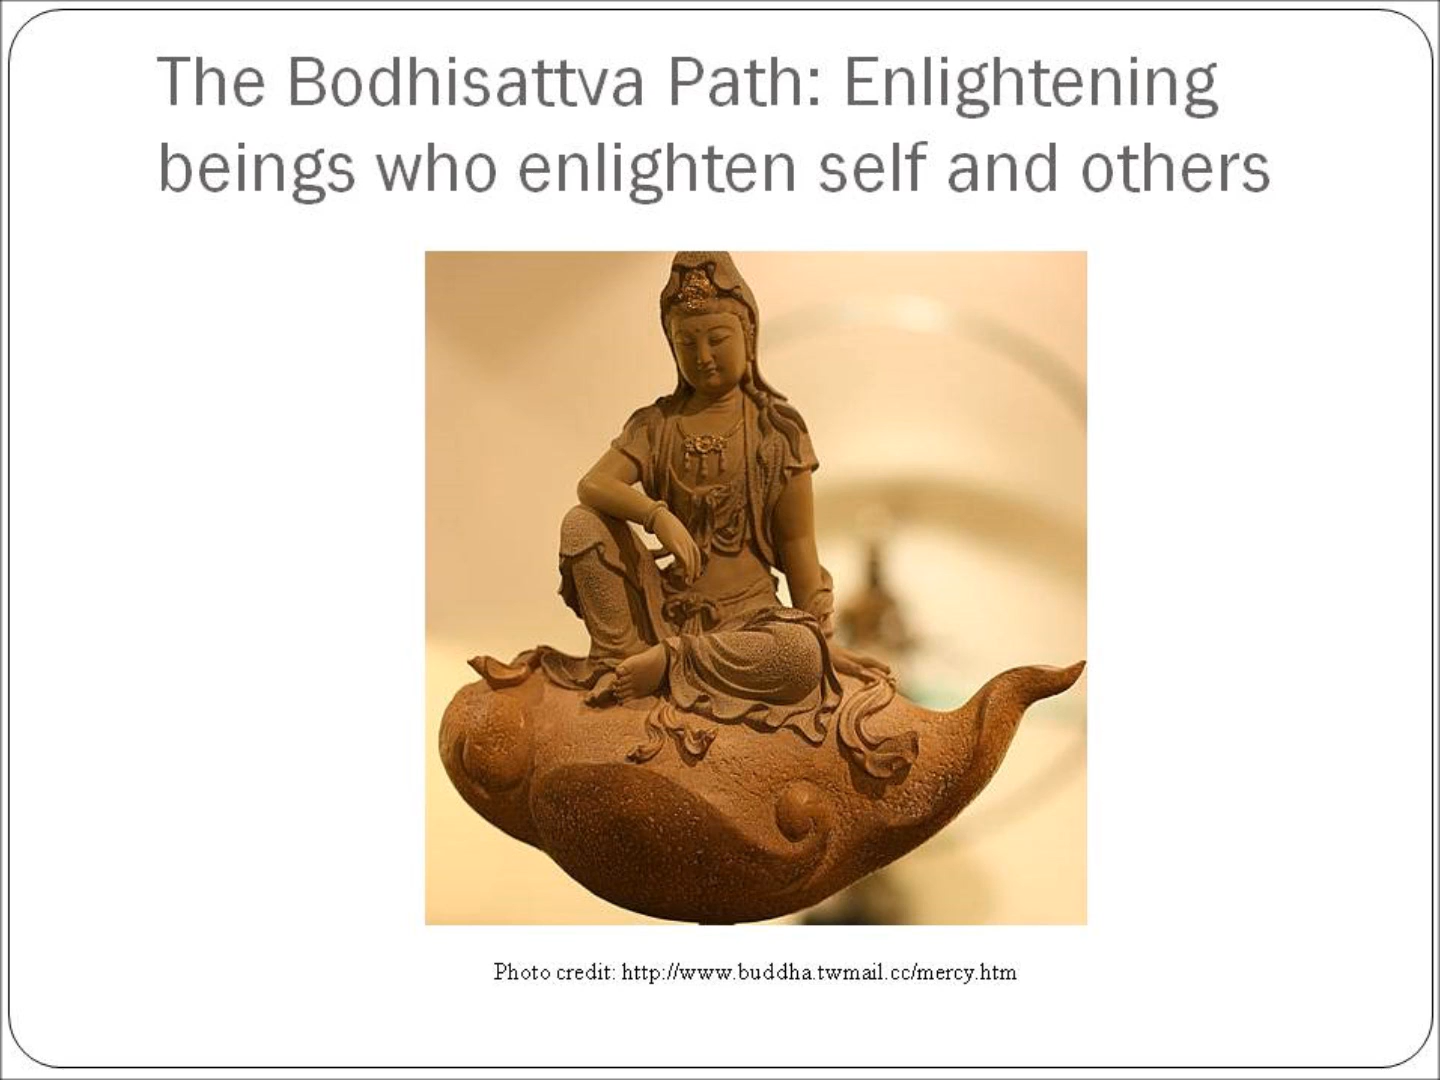 The Bodhisattva Path: Enlightening
beings who enlighten self and others
Photo credit: http://www.buddha.twmail.cc/mercy.htm